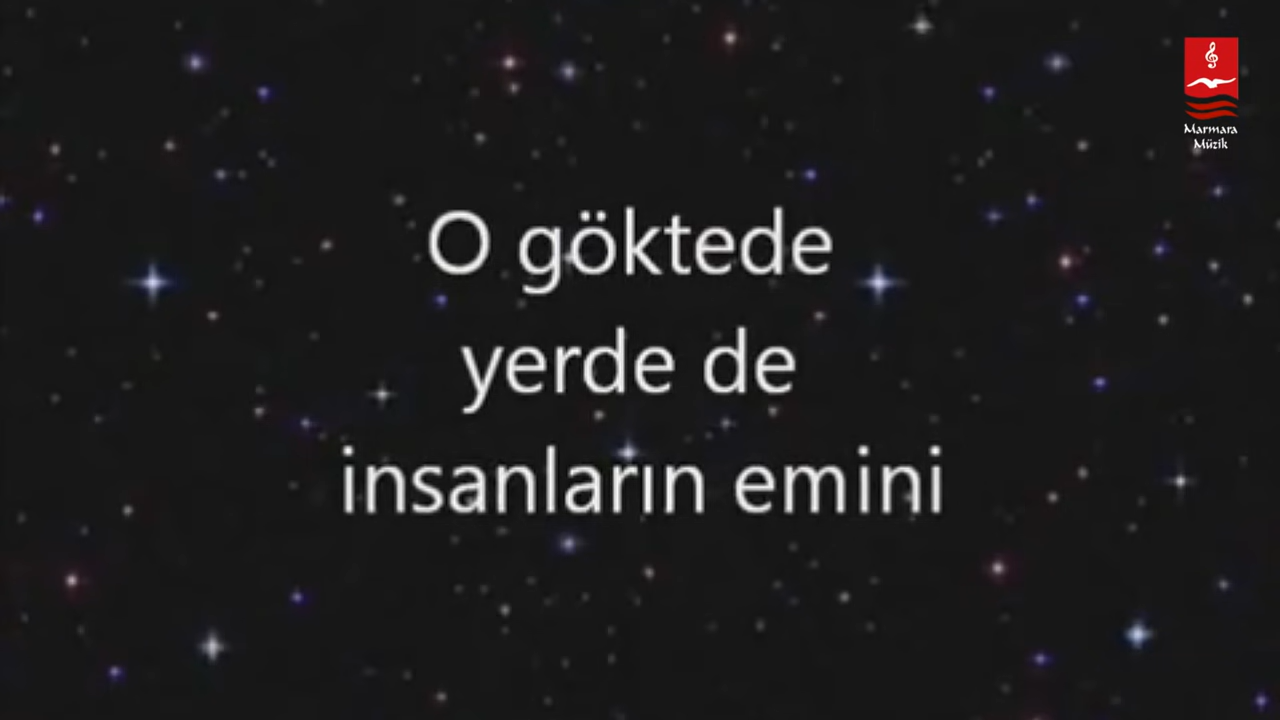 Marmara
Müzik
O göktede
yerde de
insanların emini